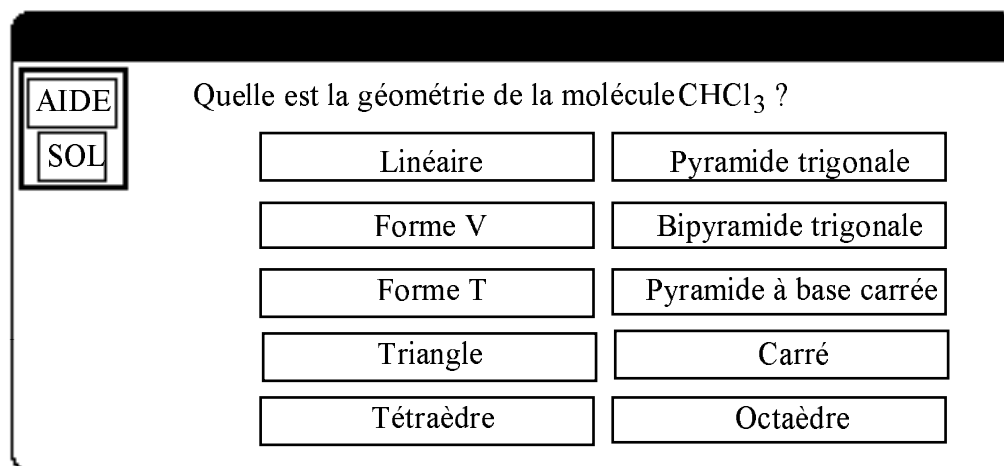 AIDE
SOL
Quelle est la géométrie de la molécule CHCl₃ ?
Linéaire
Pyramide trigonale
Forme V
Bipyramide trigonale
Forme T
Pyramide à base carrée
Triangle
Carré
Tétraèdre
Octaèdre